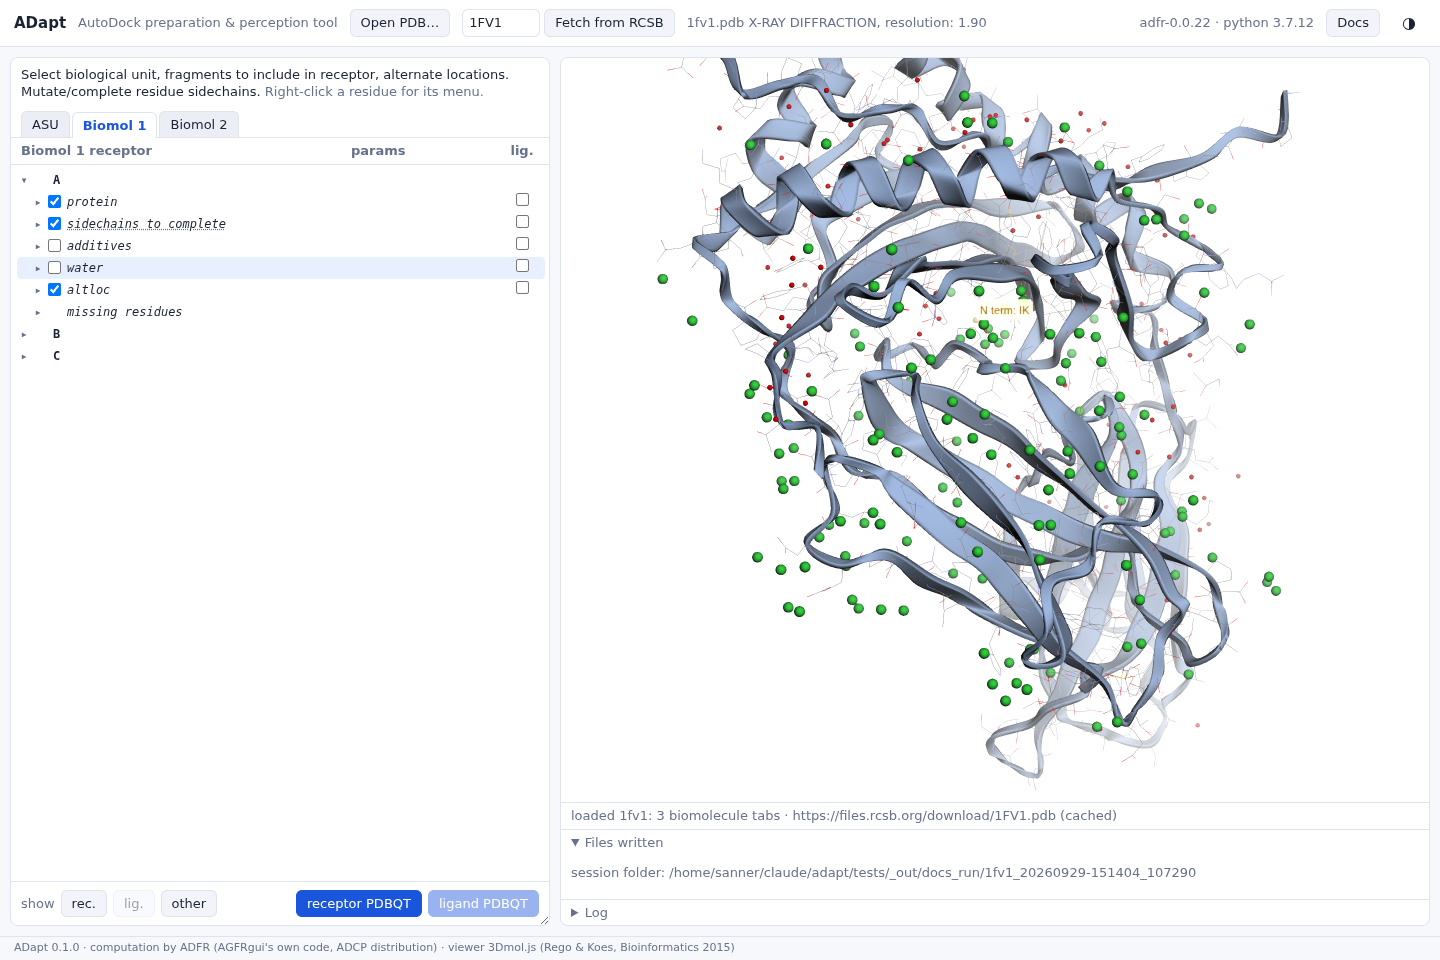 ADapt AutoDock preparation & perception tool Open PDB... 1FV1 Fetch from RCSB 1fv1.pdb X-RAY DIFFRACTION, resolution: 1.90 adfr-0.0.22 · python 3.7.12 Docs
Select biological unit, fragments to include in receptor, alternate locations.
Mutate/complete residue sidechains. Right-click a residue for its menu.
ASU Biomol 1 Biomol 2
Biomol 1 receptor params lig.
A
protein
sidechains to complete
additives
water
altloc
missing residues
B
C
show rec. lig. other receptor PDBQT ligand PDBQT
N term: IK
loaded 1fv1: 3 biomolecule tabs · https://files.rcsb.org/download/1FV1.pdb (cached)
Files written
session folder: /home/sanner/claude/adapt/tests/_out/docs_run/1fv1_20260929-151404_107290
Log
ADapt 0.1.0 · computation by ADFR (AGFRgui's own code, ADCP distribution) · viewer 3Dmol.js (Rego & Koes, Bioinformatics 2015)